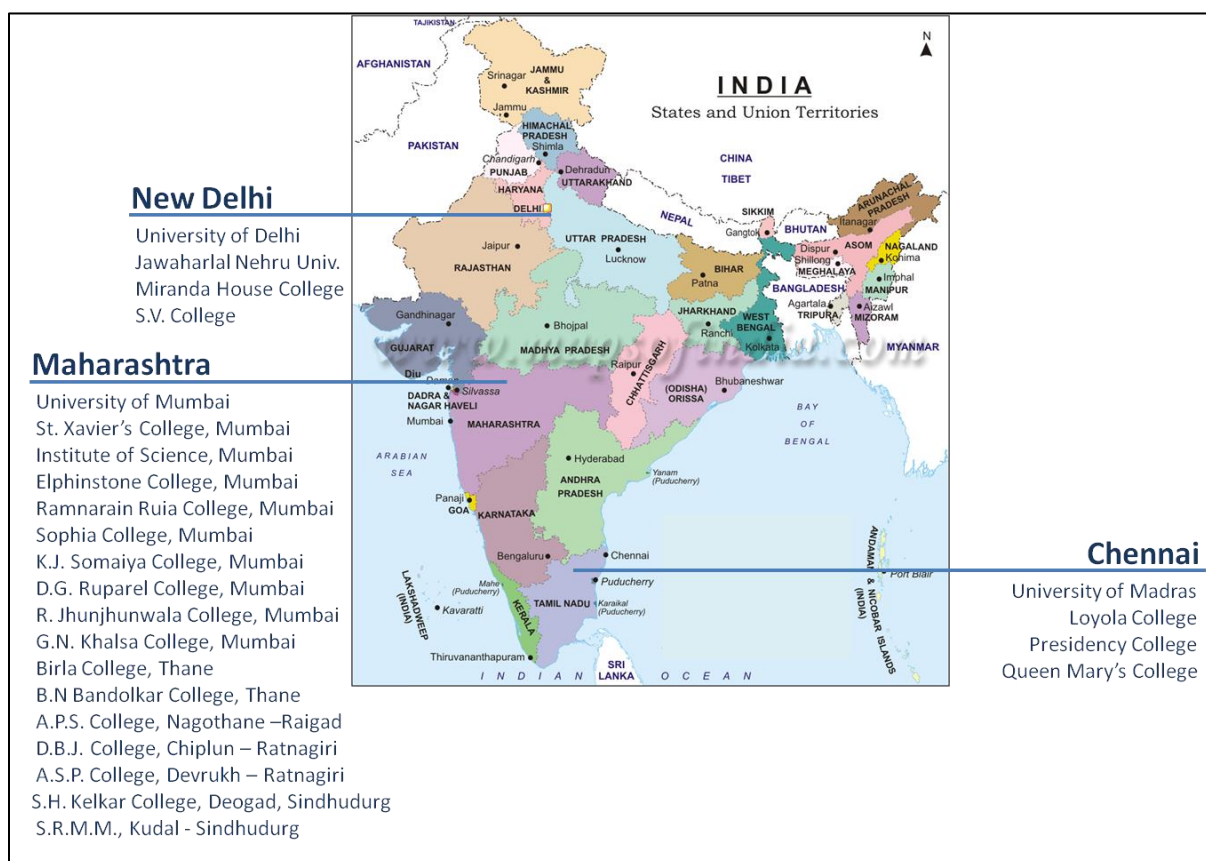 New Delhi
University of Delhi
Jawaharlal Nehru Univ.
Miranda House College
S.V. College
Maharashtra
University of Mumbai
St. Xavier's College, Mumbai
Institute of Science, Mumbai
Elphinstone College, Mumbai
Ramnarain Ruia College, Mumbai
Sophia College, Mumbai
K.J. Somaiya College, Mumbai
D.G. Ruparel College, Mumbai
R. Jhunjhunwala College, Mumbai
G.N. Khalsa College, Mumbai
Birla College, Thane
B.N Bandolkar College, Thane
A.P.S. College, Nagothane –Raigad
D.B.J. College, Chiplun – Ratnagiri
A.S.P. College, Devrukh – Ratnagiri
S.H. Kelkar College, Deogad, Sindhudurg
S.R.M.M., Kudal - Sindhudurg
TAJIKISTAN
AFGHANISTAN
PAKISTAN
N
INDIA
States and Union Territories
CHINA
TIBET
Srinagar
JAMMU
&
KASHMIR
Jammu
HIMACHAL
PRADESH
Shimla
Chandigarh
PUNJAB
Dehradun
UTTARAKHAND
HARYANA
DELHI
NEPAL
SIKKIM
Gangtok
BHUTAN
ARUNACHAL
PRADESH
Itanagar
Dispur
ASOM
NAGALAND
Kohima
Shillong
MEGHALAYA
Imphal
MANIPUR
BANGLADESH
Agartala
TRIPURA
Aizawl
MIZORAM
MYANMAR
Jaipur
RAJASTHAN
UTTAR PRADESH
Lucknow
BIHAR
Patna
JHARKHAND
Ranchi
WEST
BENGAL
Kolkata
Gandhinagar
GUJARAT
Bhopal
MADHYA PRADESH
www.mapsofindia.com
Raipur
CHHATTISGARH
Bhubaneshwar
(ODISHA)
ORISSA
Diu
Daman
Silvassa
DADRA &
NAGAR HAVELI
Mumbai
MAHARASHTRA
ARABIAN
SEA
BAY
OF
BENGAL
Hyderabad
ANDHRA
PRADESH
Yanam
(Puducherry)
Panaji
GOA
KARNATAKA
Bengaluru
Chennai
Puducherry
Mahe
(Puducherry)
Karaikal
(Puducherry)
TAMIL NADU
KERALA
LAKSHADWEEP
(INDIA)
Kavaratti
Thiruvananthapuram
SRI
LANKA
INDIAN OCEAN
ANDAMAN & NICOBAR ISLANDS
(INDIA)
Port Blair
Chennai
University of Madras
Loyola College
Presidency College
Queen Mary's College